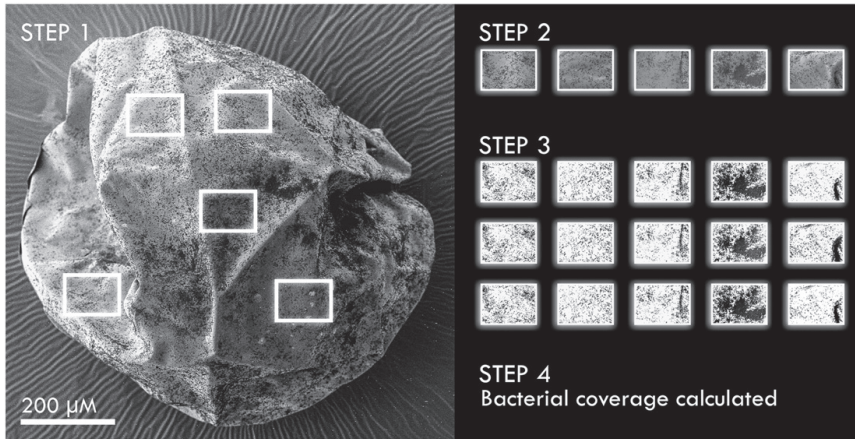 STEP 1
200 µM
STEP 2
STEP 3
STEP 4
Bacterial coverage calculated